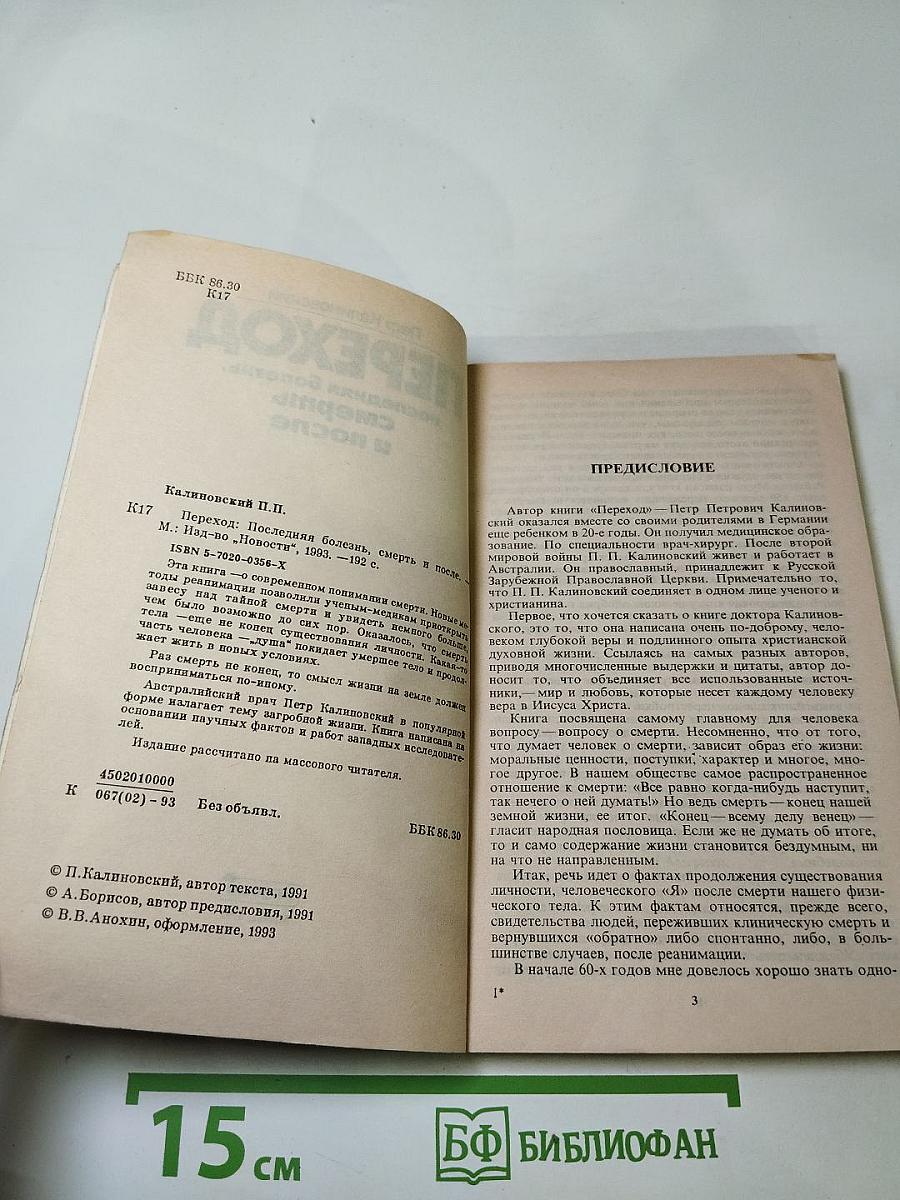 ББК 86.30
К17
Калиновский П.П.
К17 Переход: Последняя болезнь, смерть и после. —
М.: Изд-во „Новости“, 1993. —192 с.
ISBN 5-7020-0356-X
Эта книга —о современном понимании смерти. Новые ме-
тоды реанимации позволили ученым-медикам приоткрыть
завесу над тайной смерти и увидеть немного больше,
чем было возможно до сих пор. Оказалось, что смерть
тела —еще не конец существования личности. Какая-то
часть человека —„душа“ покидает умершее тело и продол-
жает жить в новых условиях.
Раз смерть не конец, то смысл жизни на земле должен
восприниматься по-иному.
Австралийский врач Петр Калиновский в популярной
форме излагает тему загробной жизни. Книга написана на
основании научных фактов и работ западных исследовате-
лей.
Издание рассчитано на массового читателя.
К 4502010000
067(02) – 93 Без объявл.
ББК 86.30
© П.Калиновский, автор текста, 1991
© А.Борисов, автор предисловия, 1991
© В.В.Анохин, оформление, 1993
ПРЕДИСЛОВИЕ
Автор книги «Переход» — Петр Петрович Калинов-
ский оказался вместе со своими родителями в Германии
еще ребенком в 20-е годы. Он получил медицинское обра-
зование. По специальности врач-хирург. После второй
мировой войны П. П. Калиновский живет и работает в
Австралии. Он православный, принадлежит к Русской
Зарубежной Православной Церкви. Примечательно то,
что П. П. Калиновский соединяет в одном лице ученого и
христианина.
Первое, что хочется сказать о книге доктора Калинов-
ского, это то, что она написана очень по-доброму, чело-
веком глубокой веры и подлинного опыта христианской
духовной жизни. Ссылаясь на самых разных авторов,
приводя многочисленные выдержки и цитаты, автор до-
носит то, что объединяет все использованные источ-
ники,— мир и любовь, которые несет каждому человеку
вера в Иисуса Христа.
Книга посвящена самому главному для человека
вопросу — вопросу о смерти. Несомненно, что от того,
что думает человек о смерти, зависит образ его жизни:
моральные ценности, поступки, характер и многое, мно-
гое другое. В нашем обществе самое распространенное
отношение к смерти: «Все равно когда-нибудь наступит,
так нечего о ней думать!» Но ведь смерть — конец нашей
земной жизни, ее итог. «Конец — всему делу венец» —
гласит народная пословица. Если же не думать об итоге,
то и само содержание жизни становится бездумным, ни
на что не направленным.
Итак, речь идет о фактах продолжения существования
личности, человеческого «Я» после смерти нашего физи-
ческого тела. К этим фактам относятся, прежде всего,
свидетельства людей, переживших клиническую смерть и
вернувшихся «обратно» либо спонтанно, либо, в боль-
шинстве случаев, после реанимации.
В начале 60-х годов мне довелось хорошо знать одно-
1*
3
15 см
БФ БИБЛИОФАН